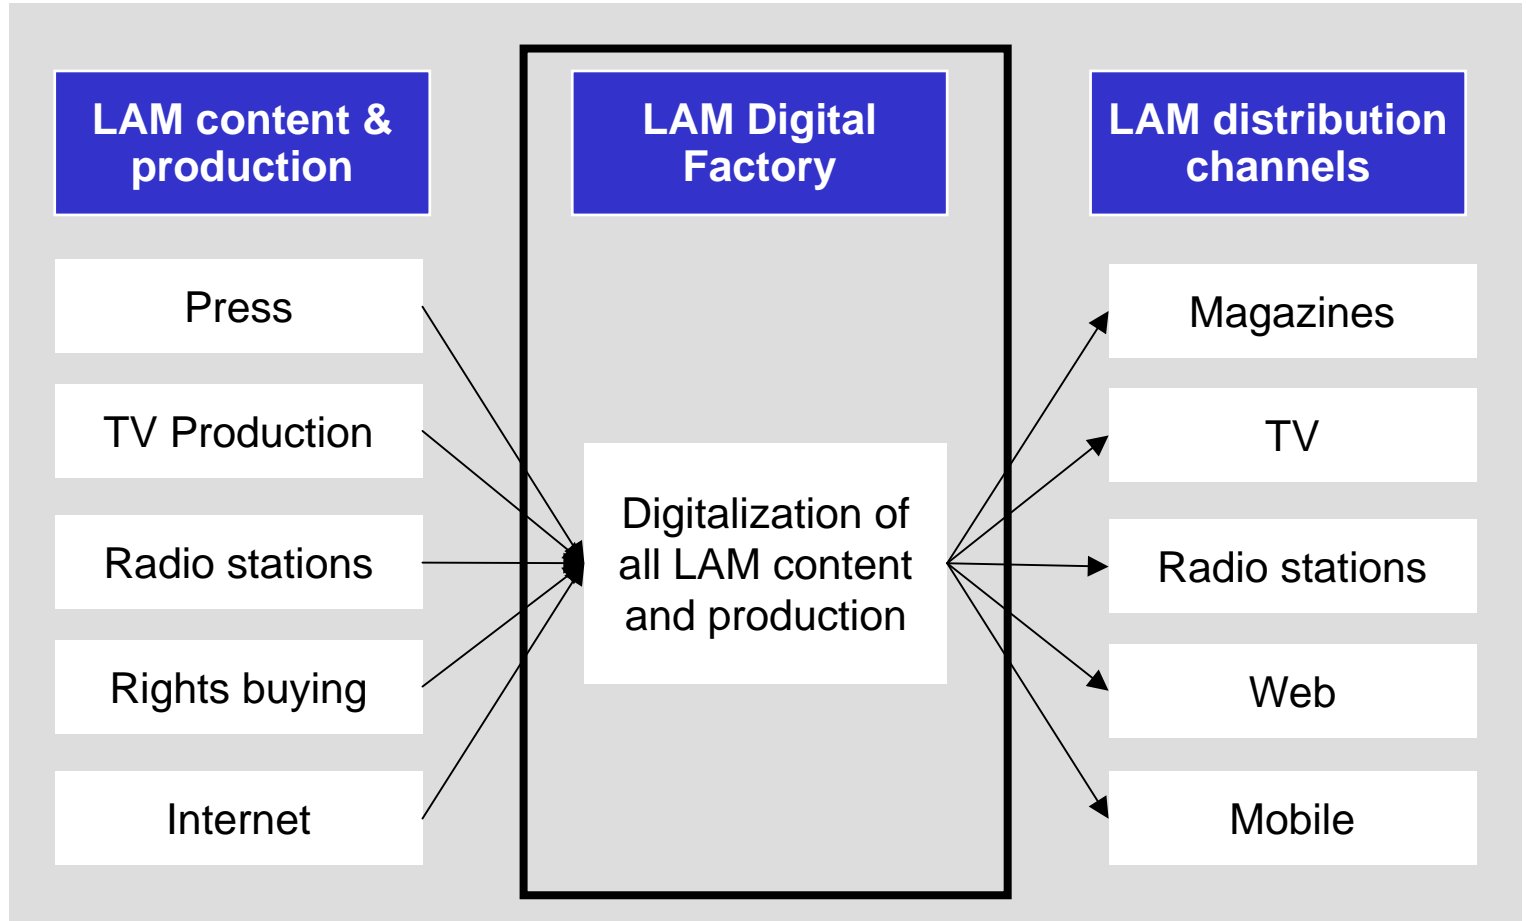 LAM content &
production
LAM Digital
Factory
LAM distribution
channels
Press
TV Production
Radio stations
Rights buying
Internet
Digitalization of
all LAM content
and production
Magazines
TV
Radio stations
Web
Mobile